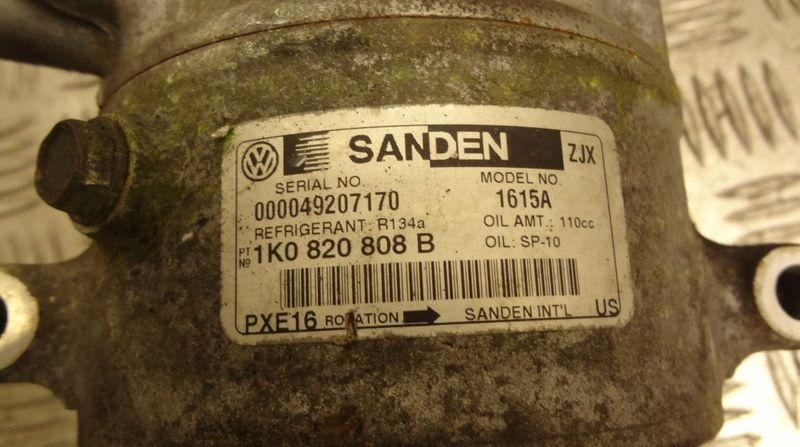 SANDEN ZJX
SERIAL NO. MODEL NO.
000049207170 1615A
REFRIGERANT: R134a OIL AMT.: 110cc
PT Nº 1K0 820 808 B OIL: SP-10
PXE16 ROTATION SANDEN INT'L US